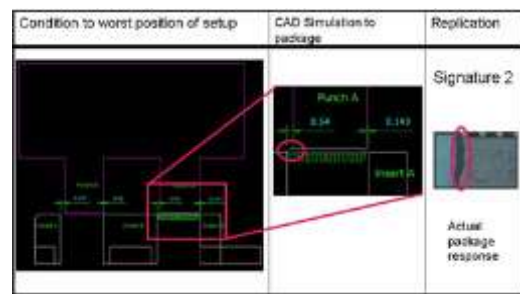 Condition to worst position of setup
CAD Simulation to
package
Replication
Signature 2
Punch A
0.14
0.143
Insert A
Actual
package
response